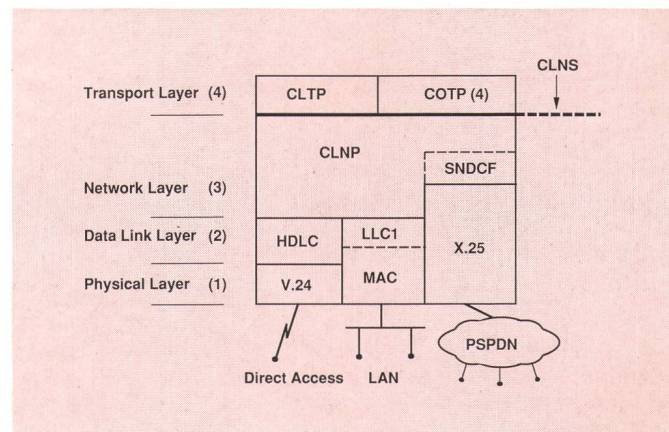 CLNS
Transport Layer (4)
CLTP
COTP (4)
CLNP
SNDCF
Network Layer (3)
Data Link Layer (2)
HDLC
LLC1
X.25
Physical Layer (1)
V.24
MAC
PSPDN
Direct Access
LAN